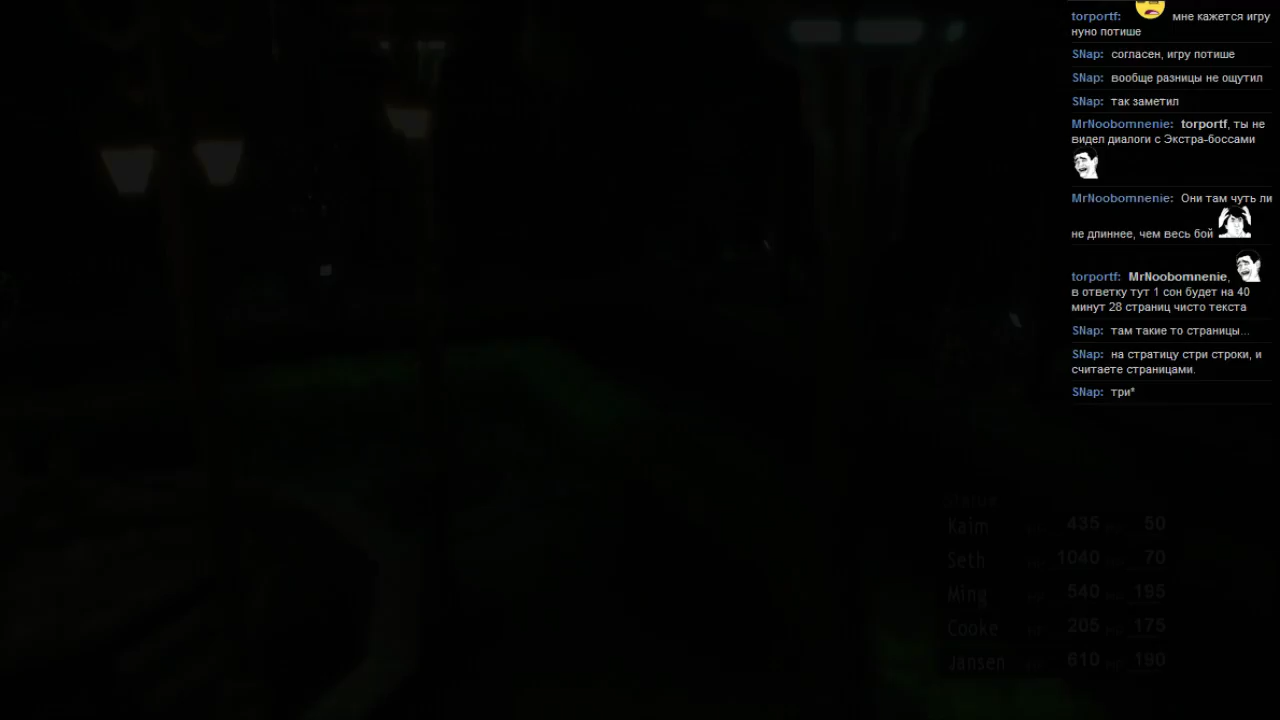 torportf: мне кажется игру
нуно потише
SNap: согласен, игру потише
SNap: вообще разницы не ощутил
SNap: так заметил
MrNoobomnenie: torportf, ты не
видел диалоги с Экстра-боссами
MrNoobomnenie: Они там чуть ли
не длиннее, чем весь бой
torportf: MrNoobomnenie,
в ответку тут 1 сон будет на 40
минут 28 страниц чисто текста
SNap: там такие то страницы...
SNap: на стратицу стри строки, и
считаете страницами.
SNap: три*
Status
Kaim 435 50
Seth 1040 70
Ming 540 195
Cooke 205 175
Jansen 610 190